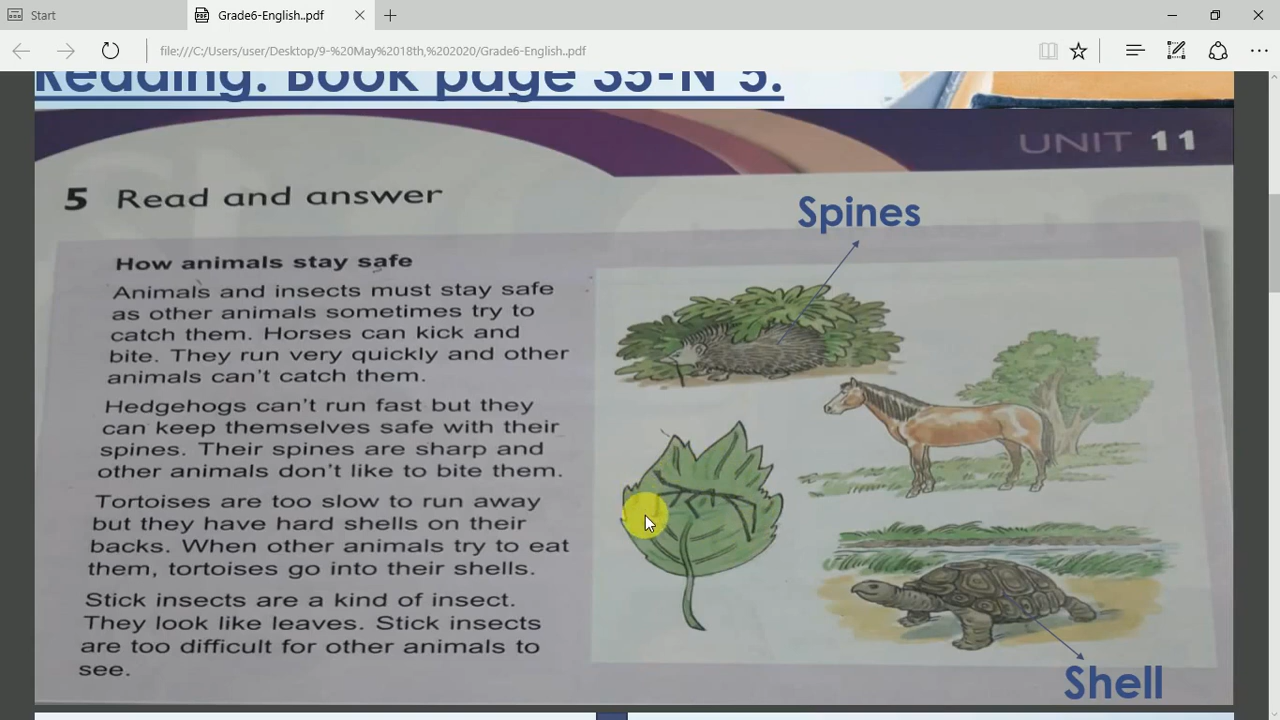 Start
Grade6-English..pdf
file:///C:/Users/user/Desktop/9-%20May%2018th,%202020/Grade6-English..pdf
Reading: Book page 35-N°5.
UNIT 11
5 Read and answer
Spines
How animals stay safe
Animals and insects must stay safe
as other animals sometimes try to
catch them. Horses can kick and
bite. They run very quickly and other
animals can't catch them.
Hedgehogs can't run fast but they
can keep themselves safe with their
spines. Their spines are sharp and
other animals don't like to bite them.
Tortoises are too slow to run away
but they have hard shells on their
backs. When other animals try to eat
them, tortoises go into their shells.
Stick insects are a kind of insect.
They look like leaves. Stick insects
are too difficult for other animals to
see.
Shell